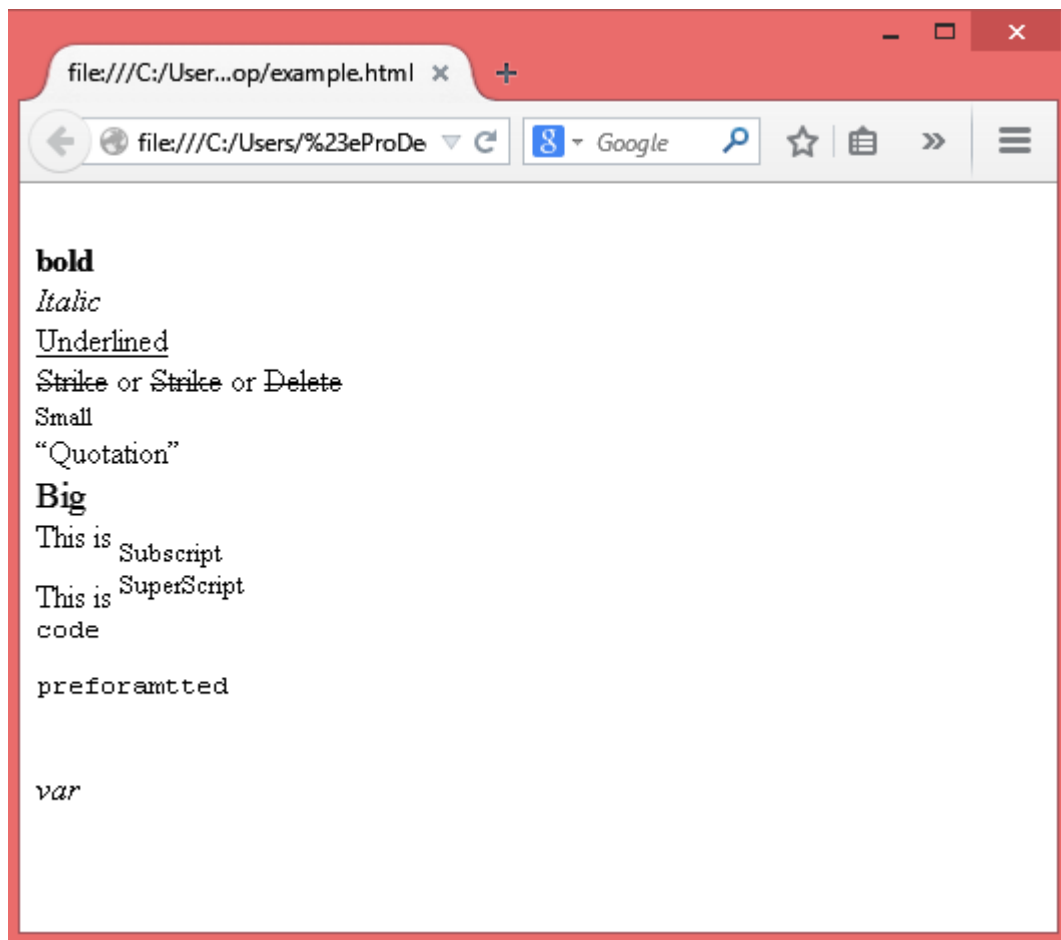 file:///C:/User...op/example.html
file:///C:/Users/%23eProDe 8 Google
bold
Italic
Underlined
Strike or Strike or Delete
Small
“Quotation”
Big
This is Subscript
This is SuperScript
code
preforamtted
var